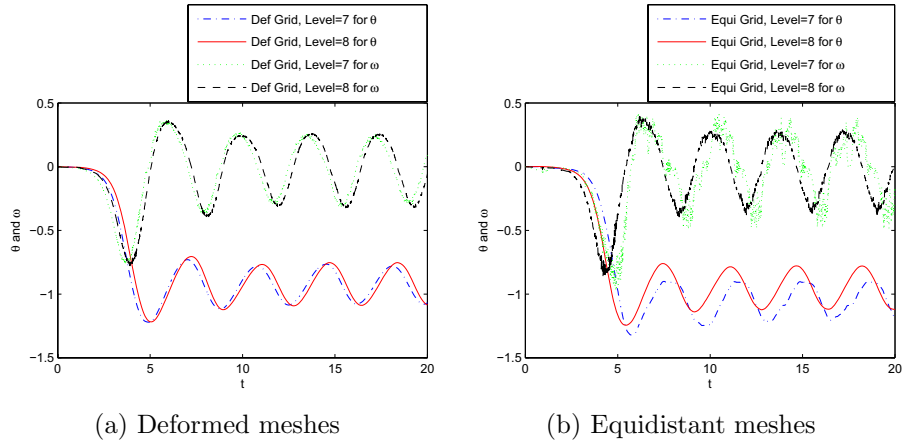 Def Grid, Level=7 for θ
Def Grid, Level=8 for θ
Def Grid, Level=7 for ω
Def Grid, Level=8 for ω
0.5
0
−0.5
−1
−1.5
θ and ω
0 5 10 15 20
t
(a) Deformed meshes
Equi Grid, Level=7 for θ
Equi Grid, Level=8 for θ
Equi Grid, Level=7 for ω
Equi Grid, Level=8 for ω
0.5
0
−0.5
−1
−1.5
θ and ω
0 5 10 15 20
t
(b) Equidistant meshes